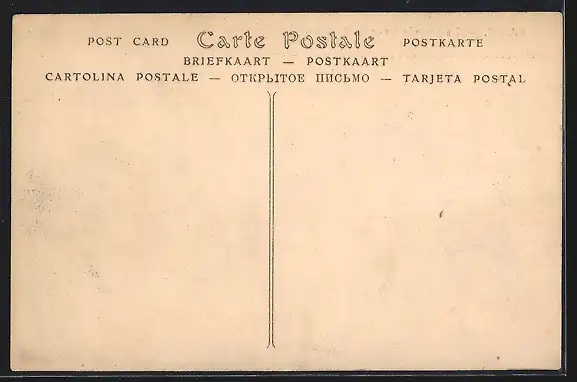 POST CARD Carte Postale POSTKARTE
BRIEFKAART — POSTKAART
CARTOLINA POSTALE — ОТКРЫТОЕ ПИСЬМО — TARJETA POSTAL